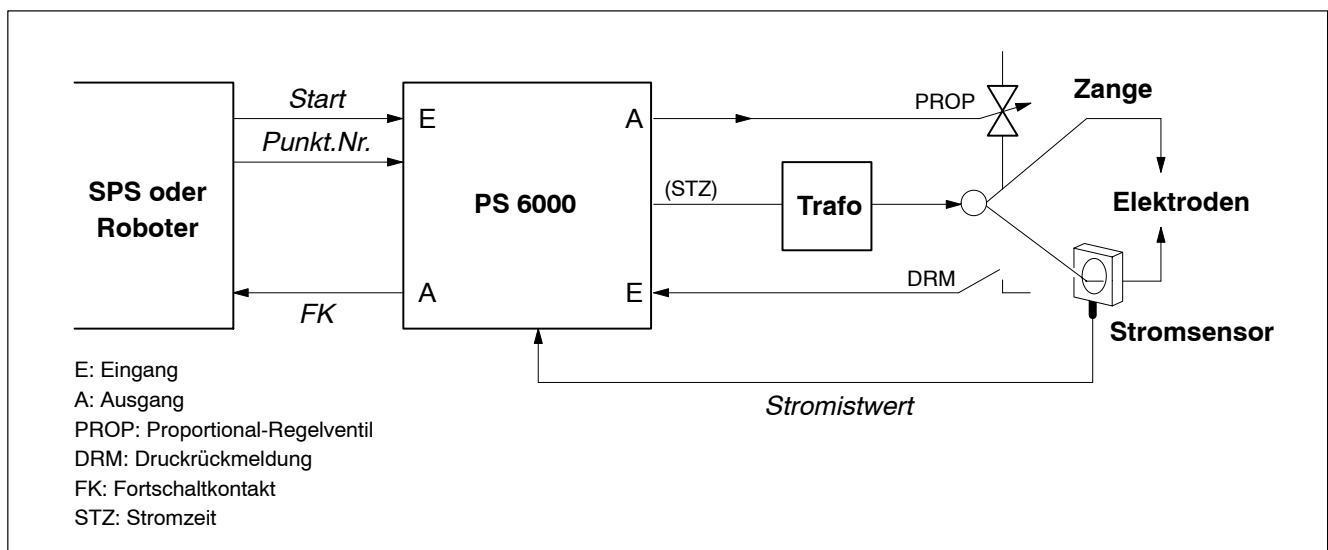 Start
Punkt.Nr.
SPS oder
Roboter
FK
E
A
PS 6000
A
E
(STZ)
Trafo
PROP
Zange
Elektroden
DRM
Stromsensor
Stromistwert
E: Eingang
A: Ausgang
PROP: Proportional-Regelventil
DRM: Druckrückmeldung
FK: Fortschaltkontakt
STZ: Stromzeit